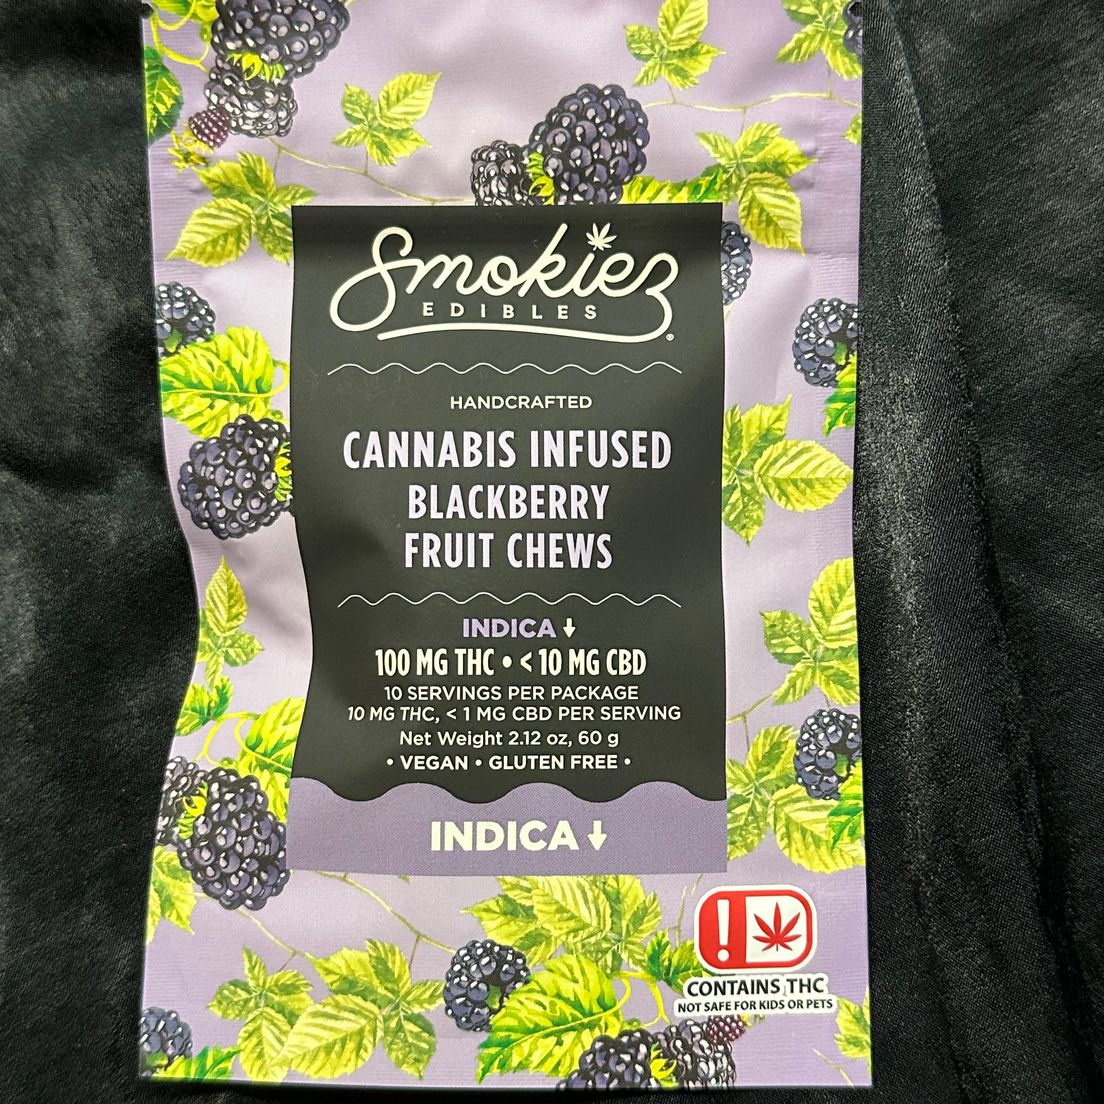 Smokiez
EDIBLES
®
HANDCRAFTED
CANNABIS INFUSED
BLACKBERRY
FRUIT CHEWS
INDICA ↓
100 MG THC • < 10 MG CBD
10 SERVINGS PER PACKAGE
10 MG THC, < 1 MG CBD PER SERVING
Net Weight 2.12 oz, 60 g
• VEGAN • GLUTEN FREE •
INDICA ↓
!
CONTAINS THC
NOT SAFE FOR KIDS OR PETS